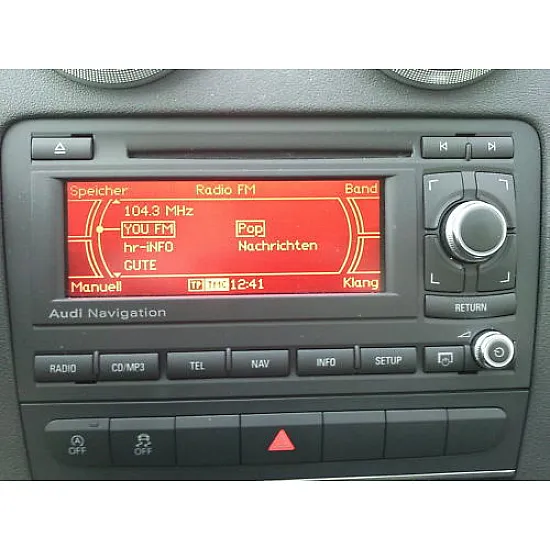 Speicher Radio FM Band
104.3 MHz
YOU FM Pop
hr-iNFO Nachrichten
GUTE
Manuell TP TMC 12:41 Klang
Audi Navigation
RETURN
RADIO CD/MP3 TEL NAV INFO SETUP
A OFF OFF